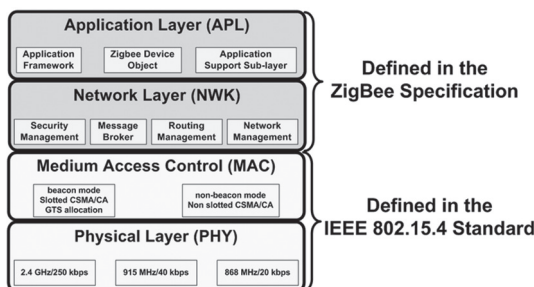 Application Layer (APL)
Application
Framework
Zigbee Device
Object
Application
Support Sub-layer
Defined in the
ZigBee Specification
Network Layer (NWK)
Security
Management
Message
Broker
Routing
Management
Network
Management
Medium Access Control (MAC)
beacon mode
Slotted CSMA/CA
GTS allocation
non-beacon mode
Non slotted CSMA/CA
Defined in the
IEEE 802.15.4 Standard
Physical Layer (PHY)
2.4 GHz/250 kbps
915 MHz/40 kbps
868 MHz/20 kbps